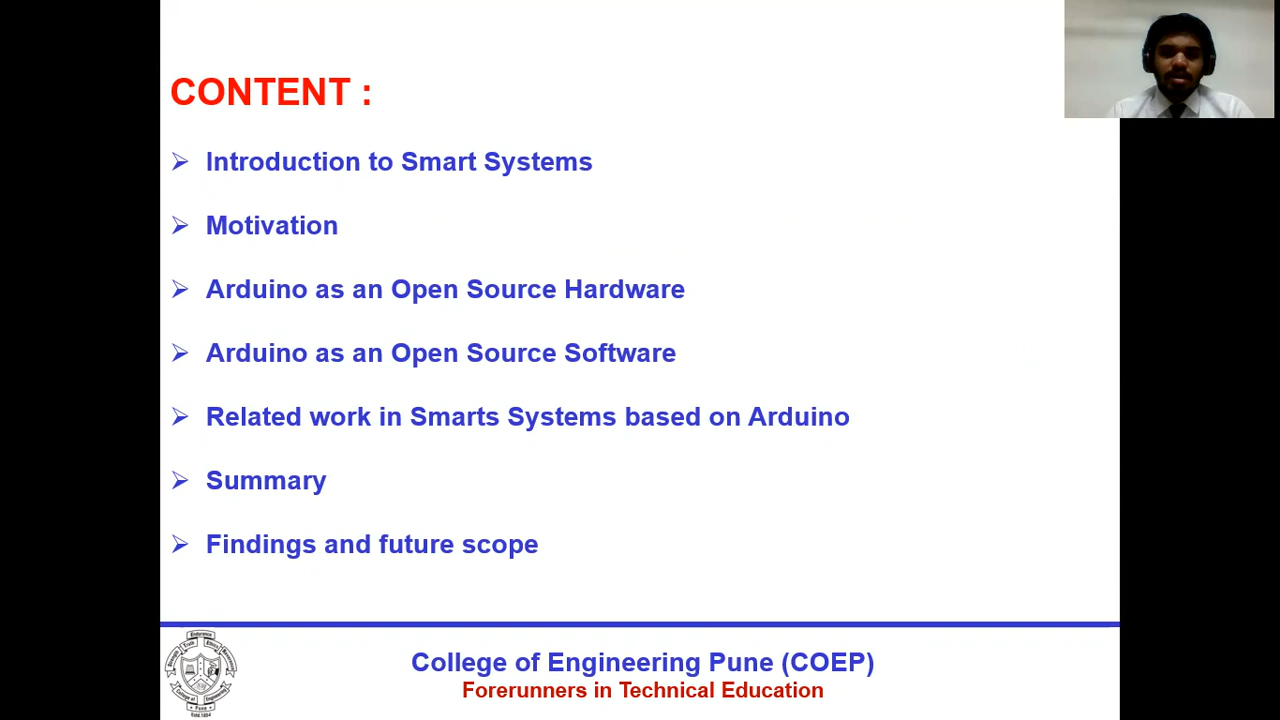 CONTENT :
Introduction to Smart Systems
Motivation
Arduino as an Open Source Hardware
Arduino as an Open Source Software
Related work in Smarts Systems based on Arduino
Summary
Findings and future scope
College of Engineering Pune (COEP)
Forerunners in Technical Education